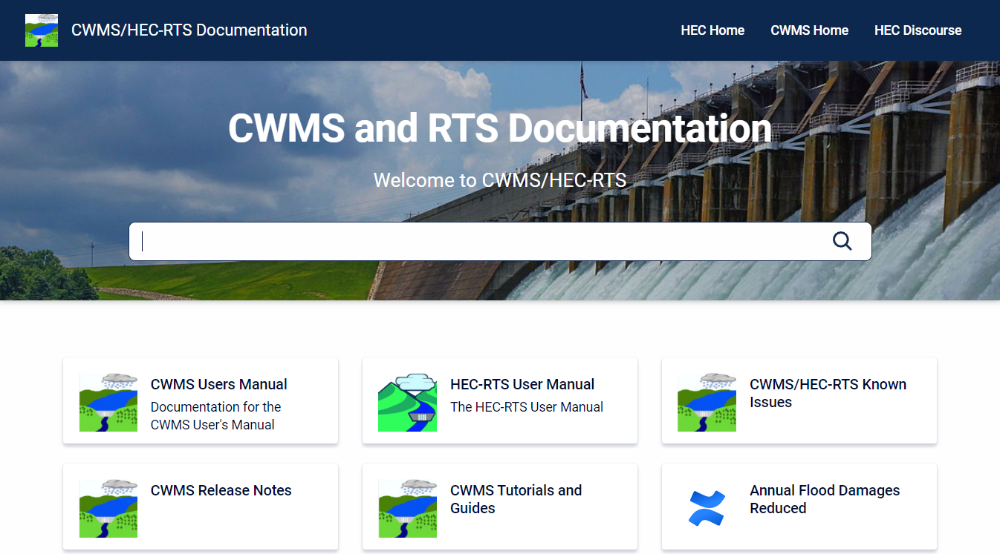 CWMS/HEC-RTS Documentation
HEC Home
CWMS Home
HEC Discourse
CWMS and RTS Documentation
Welcome to CWMS/HEC-RTS
CWMS Users Manual
Documentation for the
CWMS User's Manual
HEC-RTS User Manual
The HEC-RTS User Manual
CWMS/HEC-RTS Known
Issues
CWMS Release Notes
CWMS Tutorials and
Guides
Annual Flood Damages
Reduced